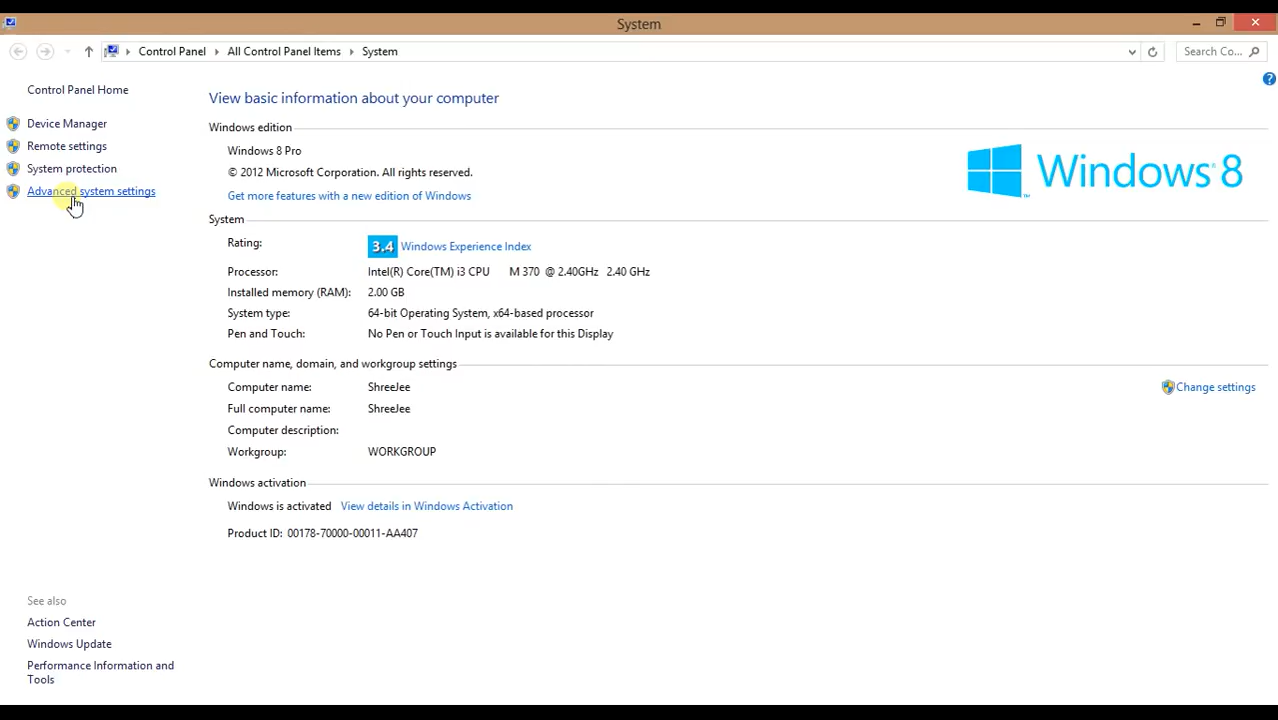 System
Control Panel All Control Panel Items System
Search Co...
Control Panel Home
Device Manager
Remote settings
System protection
Advanced system settings
View basic information about your computer
Windows edition
Windows 8 Pro
© 2012 Microsoft Corporation. All rights reserved.
Get more features with a new edition of Windows
Windows 8
System
Rating: 3.4 Windows Experience Index
Processor: Intel(R) Core(TM) i3 CPU M 370 @ 2.40GHz 2.40 GHz
Installed memory (RAM): 2.00 GB
System type: 64-bit Operating System, x64-based processor
Pen and Touch: No Pen or Touch Input is available for this Display
Computer name, domain, and workgroup settings
Computer name: ShreeJee
Change settings
Full computer name: ShreeJee
Computer description:
Workgroup: WORKGROUP
Windows activation
Windows is activated View details in Windows Activation
Product ID: 00178-70000-00011-AA407
See also
Action Center
Windows Update
Performance Information and
Tools